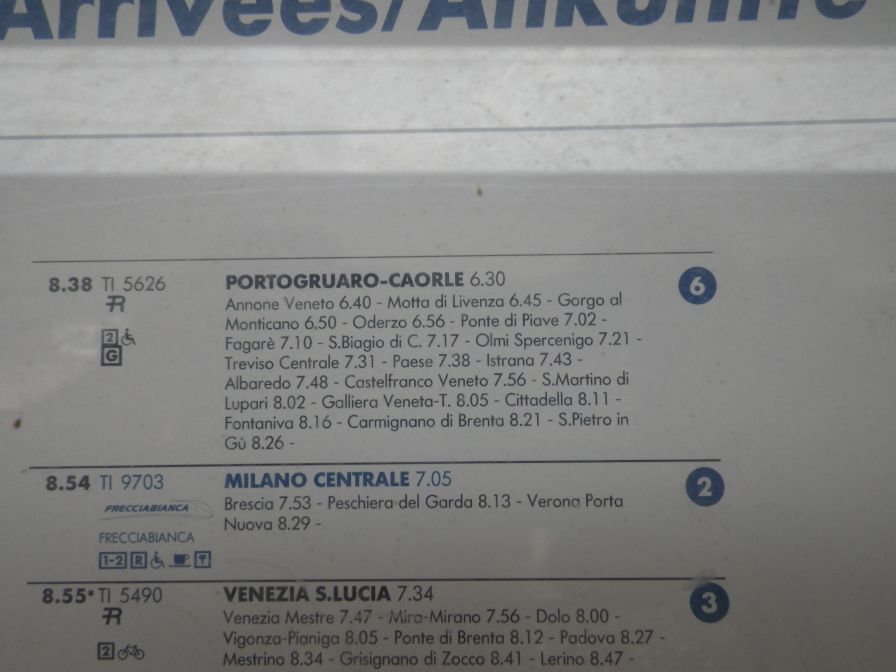 Arrivées/Ankünfte
8.38 TI 5626 PORTOGRUARO-CAORLE 6.30 6
R Annone Veneto 6.40 - Motta di Livenza 6.45 - Gorgo al
Monticano 6.50 - Oderzo 6.56 - Ponte di Piave 7.02 -
2 Fagarè 7.10 - S.Biagio di C. 7.17 - Olmi Spercenigo 7.21 -
G Treviso Centrale 7.31 - Paese 7.38 - Istrana 7.43 -
Albaredo 7.48 - Castelfranco Veneto 7.56 - S.Martino di
Lupari 8.02 - Galliera Veneta-T. 8.05 - Cittadella 8.11 -
Fontaniva 8.16 - Carmignano di Brenta 8.21 - S.Pietro in
Gù 8.26 -
8.54 TI 9703 MILANO CENTRALE 7.05 2
FRECCIABIANCA Brescia 7.53 - Peschiera del Garda 8.13 - Verona Porta
Nuova 8.29 -
FRECCIABIANCA
1-2 R
8.55* TI 5490 VENEZIA S.LUCIA 7.34 3
R Venezia Mestre 7.47 - Mira-Mirano 7.56 - Dolo 8.00 -
Vigonza-Pianiga 8.05 - Ponte di Brenta 8.12 - Padova 8.27 -
2 Mestrino 8.34 - Grisignano di Zocco 8.41 - Lerino 8.47 -